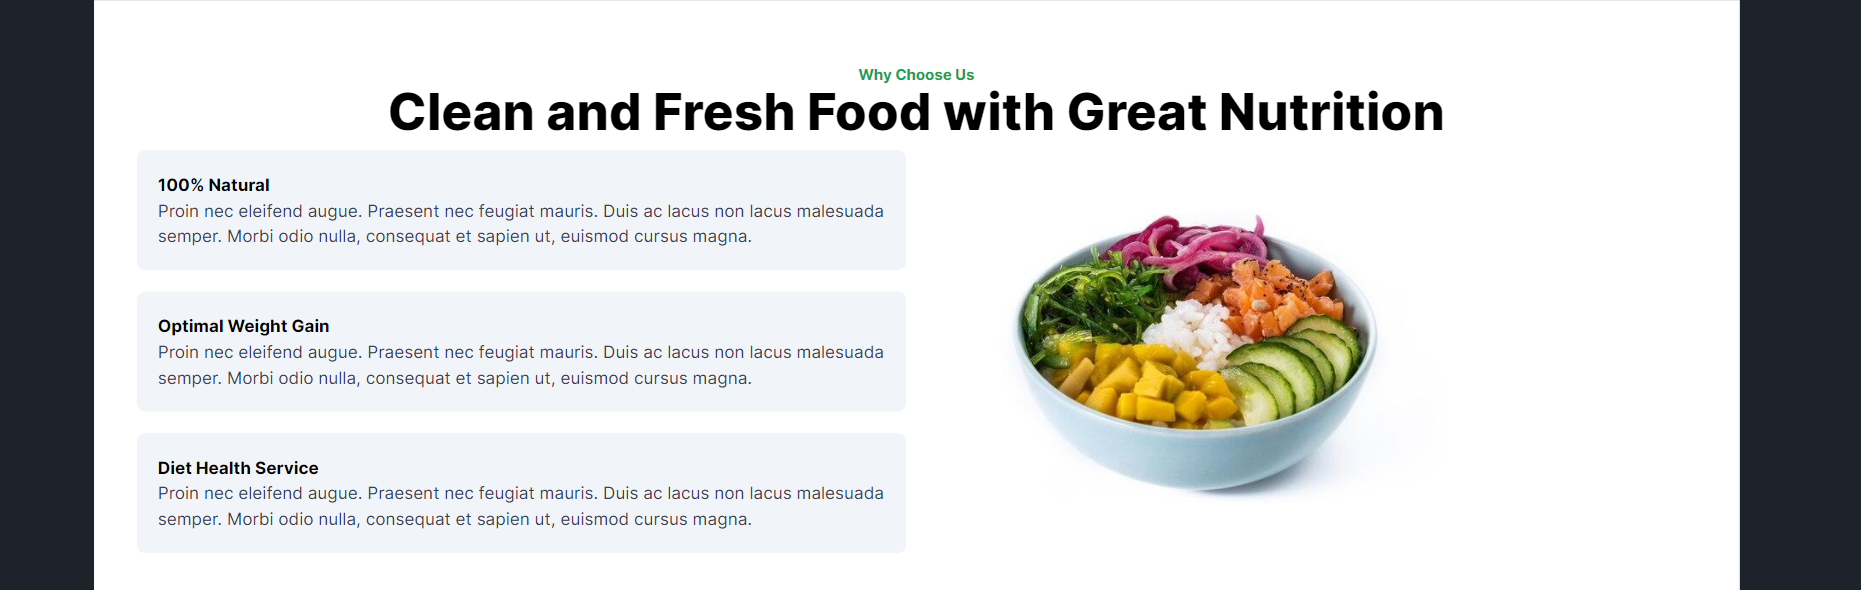 Why Choose Us
Clean and Fresh Food with Great Nutrition
100% Natural
Proin nec eleifend augue. Praesent nec feugiat mauris. Duis ac lacus non lacus malesuada
semper. Morbi odio nulla, consequat et sapien ut, euismod cursus magna.
Optimal Weight Gain
Proin nec eleifend augue. Praesent nec feugiat mauris. Duis ac lacus non lacus malesuada
semper. Morbi odio nulla, consequat et sapien ut, euismod cursus magna.
Diet Health Service
Proin nec eleifend augue. Praesent nec feugiat mauris. Duis ac lacus non lacus malesuada
semper. Morbi odio nulla, consequat et sapien ut, euismod cursus magna.